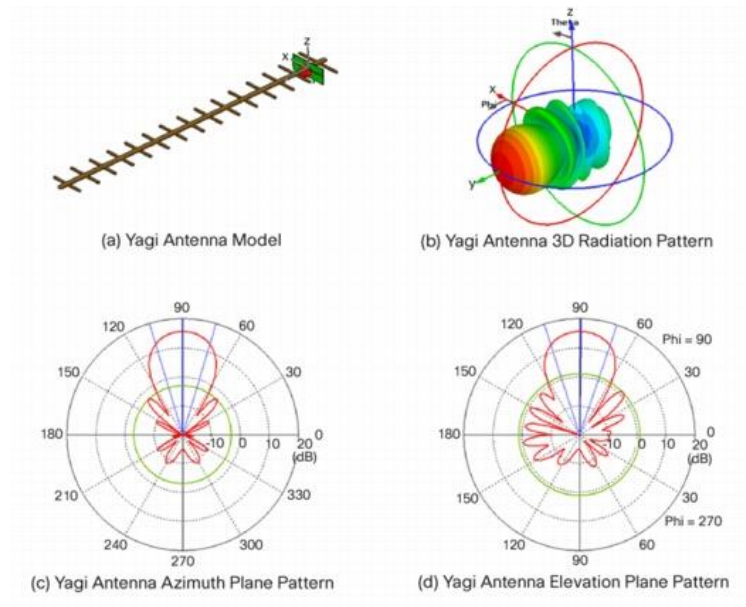 z
x
(a) Yagi Antenna Model
z
Theta
x
Phi
y
(b) Yagi Antenna 3D Radiation Pattern
90
120
60
150
30
180
-10
0
10
20
0
(dB)
210
330
240
300
270
(c) Yagi Antenna Azimuth Plane Pattern
90
120
60
Phi = 90
150
30
180
-10
0
10
20
0
(dB)
150
30
Phi = 270
120
60
90
(d) Yagi Antenna Elevation Plane Pattern